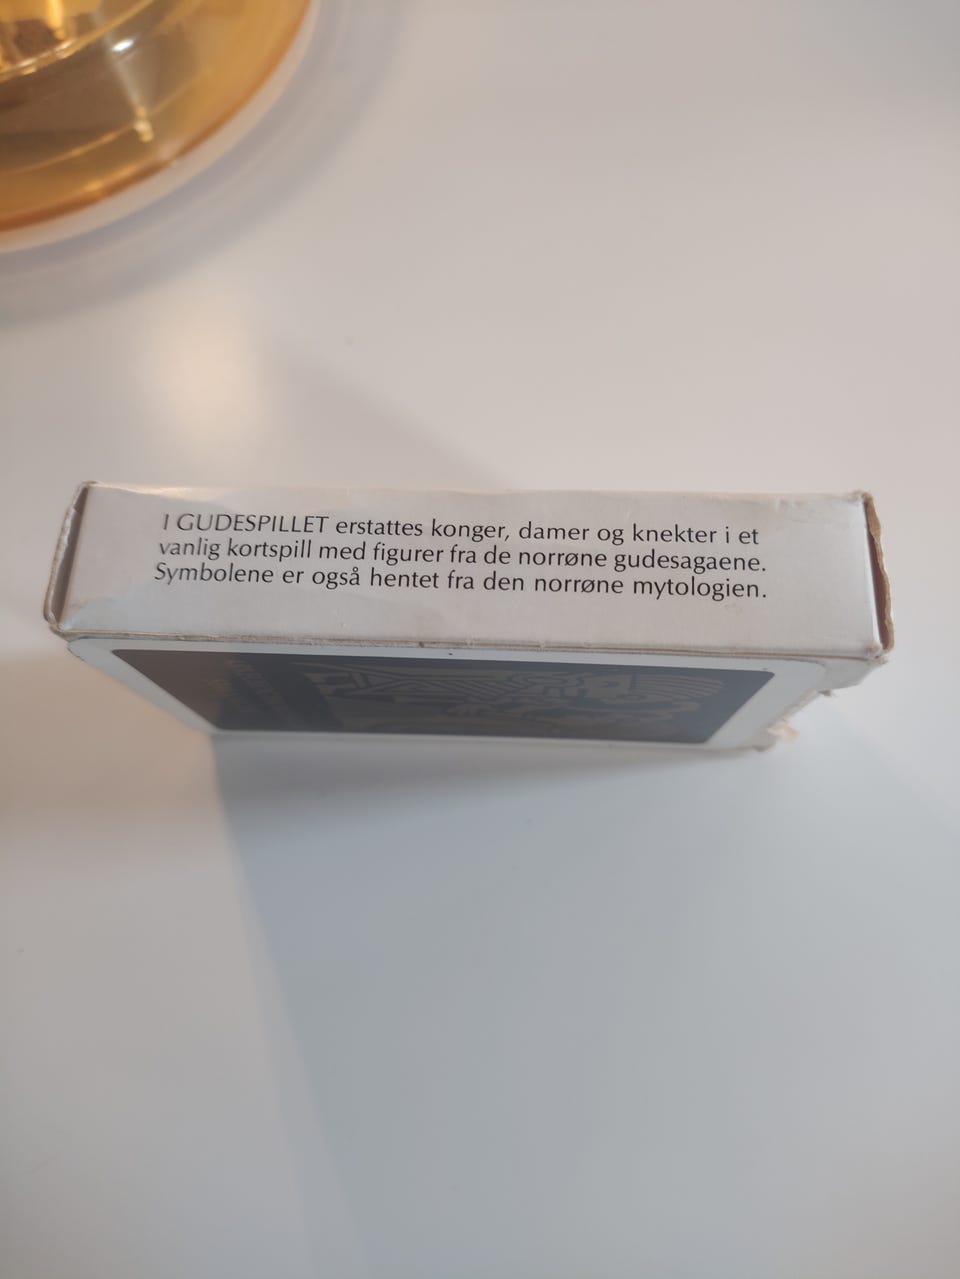 I GUDESPILLET erstattes konger, damer og knekter i et
vanlig kortspill med figurer fra de norrøne gudesagaene.
Symbolene er også hentet fra den norrøne mytologien.